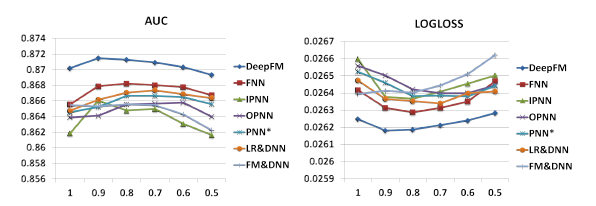 AUC
0.874
0.872
0.87
0.868
0.866
0.864
0.862
0.86
0.858
0.856
1 0.9 0.8 0.7 0.6 0.5
DeepFM
FNN
IPNN
OPNN
PNN*
LR&DNN
FM&DNN
LOGLOSS
0.0267
0.0266
0.0265
0.0264
0.0263
0.0262
0.0261
0.026
0.0259
1 0.9 0.8 0.7 0.6 0.5
DeepFM
FNN
IPNN
OPNN
PNN*
LR&DNN
FM&DNN